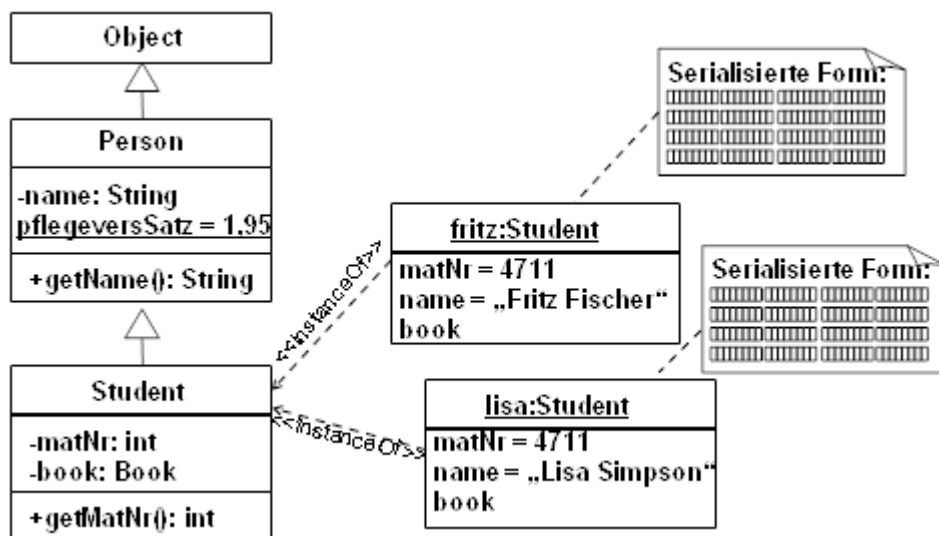 Object
Person
-name: String
pflegeversSatz = 1,95
+getName(): String
Student
-matNr: int
-book: Book
+getMatNr(): int
<<InstanceOf>>
<<InstanceOf>>
fritz:Student
matNr = 4711
name = „Fritz Fischer“
book
lisa:Student
matNr = 4711
name = „Lisa Simpson“
book
Serialisierte Form:
Serialisierte Form: